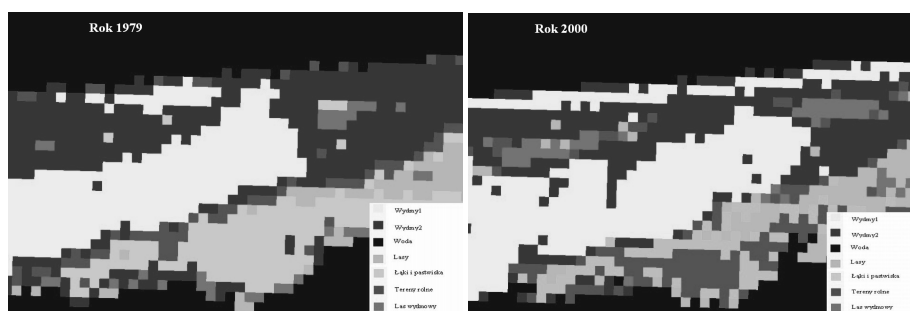 Rok 1979
Wydmy1
Wydmy2
Woda
Lasy
Łąki i pastwiska
Tereny rolne
Las wydmowy
Rok 2000
Wydmy1
Wydmy2
Woda
Lasy
Łąki i pastwiska
Tereny rolne
Las wydmowy